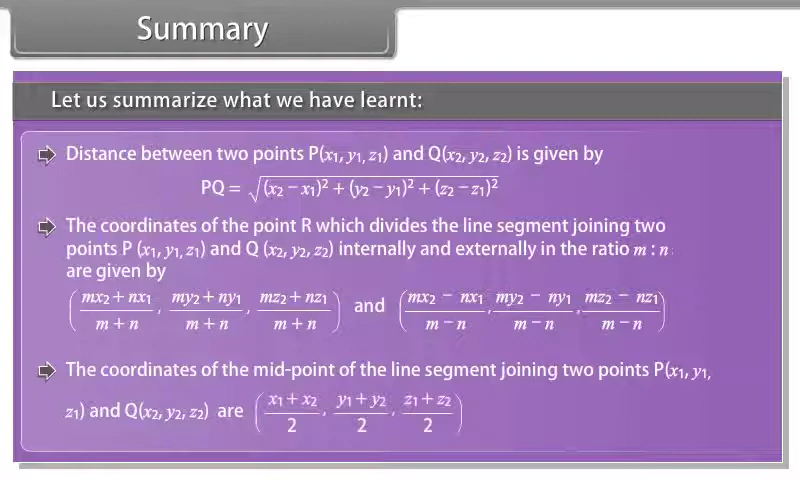 Summary
Let us summarize what we have learnt:
Distance between two points P(x₁, y₁, z₁) and Q(x₂, y₂, z₂) is given by
PQ = √((x₂ − x₁)² + (y₂ − y₁)² + (z₂ − z₁)²)
The coordinates of the point R which divides the line segment joining two
points P (x₁, y₁, z₁) and Q (x₂, y₂, z₂) internally and externally in the ratio m : n
are given by
((mx₂ + nx₁)/(m + n), (my₂ + ny₁)/(m + n), (mz₂ + nz₁)/(m + n)) and ((mx₂ − nx₁)/(m − n), (my₂ − ny₁)/(m − n), (mz₂ − nz₁)/(m − n))
The coordinates of the mid-point of the line segment joining two points P(x₁, y₁,
z₁) and Q(x₂, y₂, z₂) are ((x₁ + x₂)/2, (y₁ + y₂)/2, (z₁ + z₂)/2)